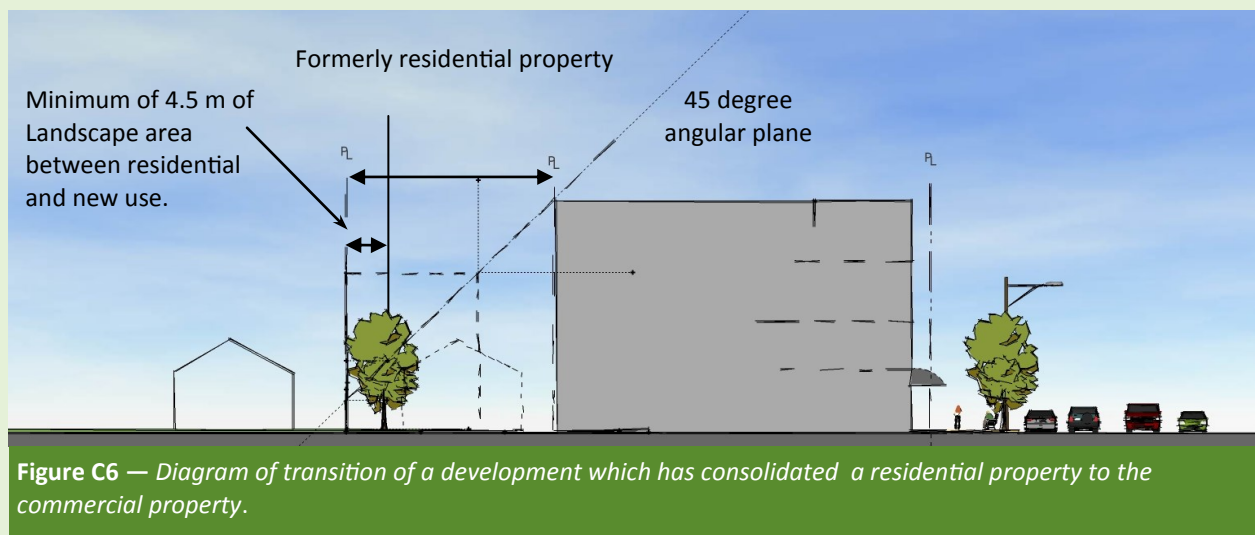 Formerly residential property
Minimum of 4.5 m of
Landscape area
between residential
and new use.
45 degree
angular plane
PL
PL
PL
Figure C6 — Diagram of transition of a development which has consolidated a residential property to the
commercial property.